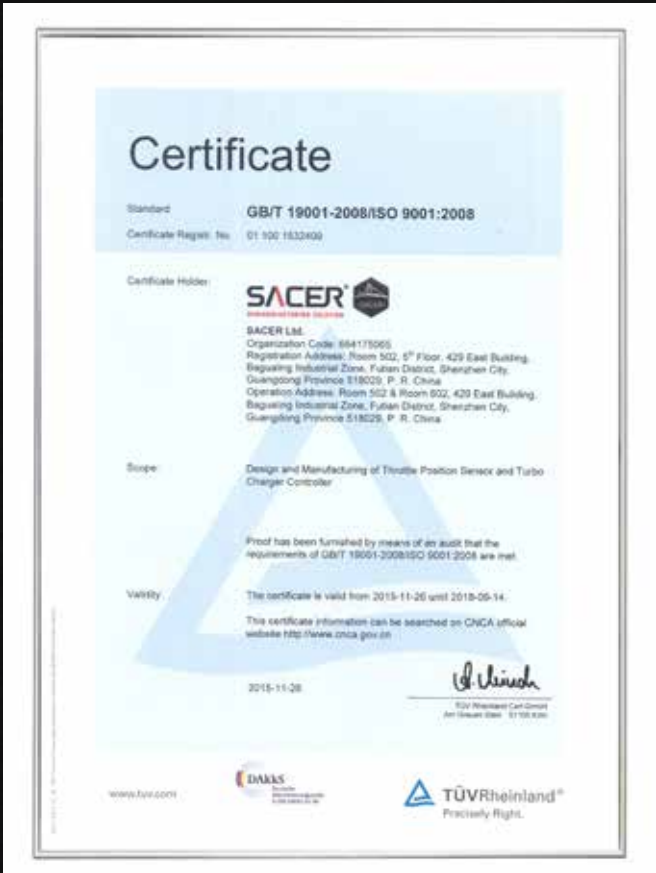 Certificate
Standard GB/T 19001-2008/ISO 9001:2008
Certificate Registr. No. 01 100 1532409
Certificate Holder: SACER®
SACER Ltd.
Organization Code: 664175065
Registration Address: Room 502, 5th Floor, 429 East Building,
Bagualing Industrial Zone, Futian District, Shenzhen City,
Guangdong Province 518029, P. R. China
Operation Address: Room 502 & Room 602, 429 East Building,
Bagualing Industrial Zone, Futian District, Shenzhen City,
Guangdong Province 518029, P. R. China
Scope: Design and Manufacturing of Throttle Position Sensor and Turbo
Charger Controller
Proof has been furnished by means of an audit that the
requirements of GB/T 19001-2008/ISO 9001:2008 are met.
Validity: The certificate is valid from 2015-11-26 until 2018-09-14.
This certificate information can be searched on CNCA official
website http://www.cnca.gov.cn
2015-11-26
TÜV Rheinland Cert GmbH
Am Grauen Stein 51105 Köln
www.tuv.com
DAkkS
Deutsche
Akkreditierungsstelle
TÜVRheinland®
Precisely Right.